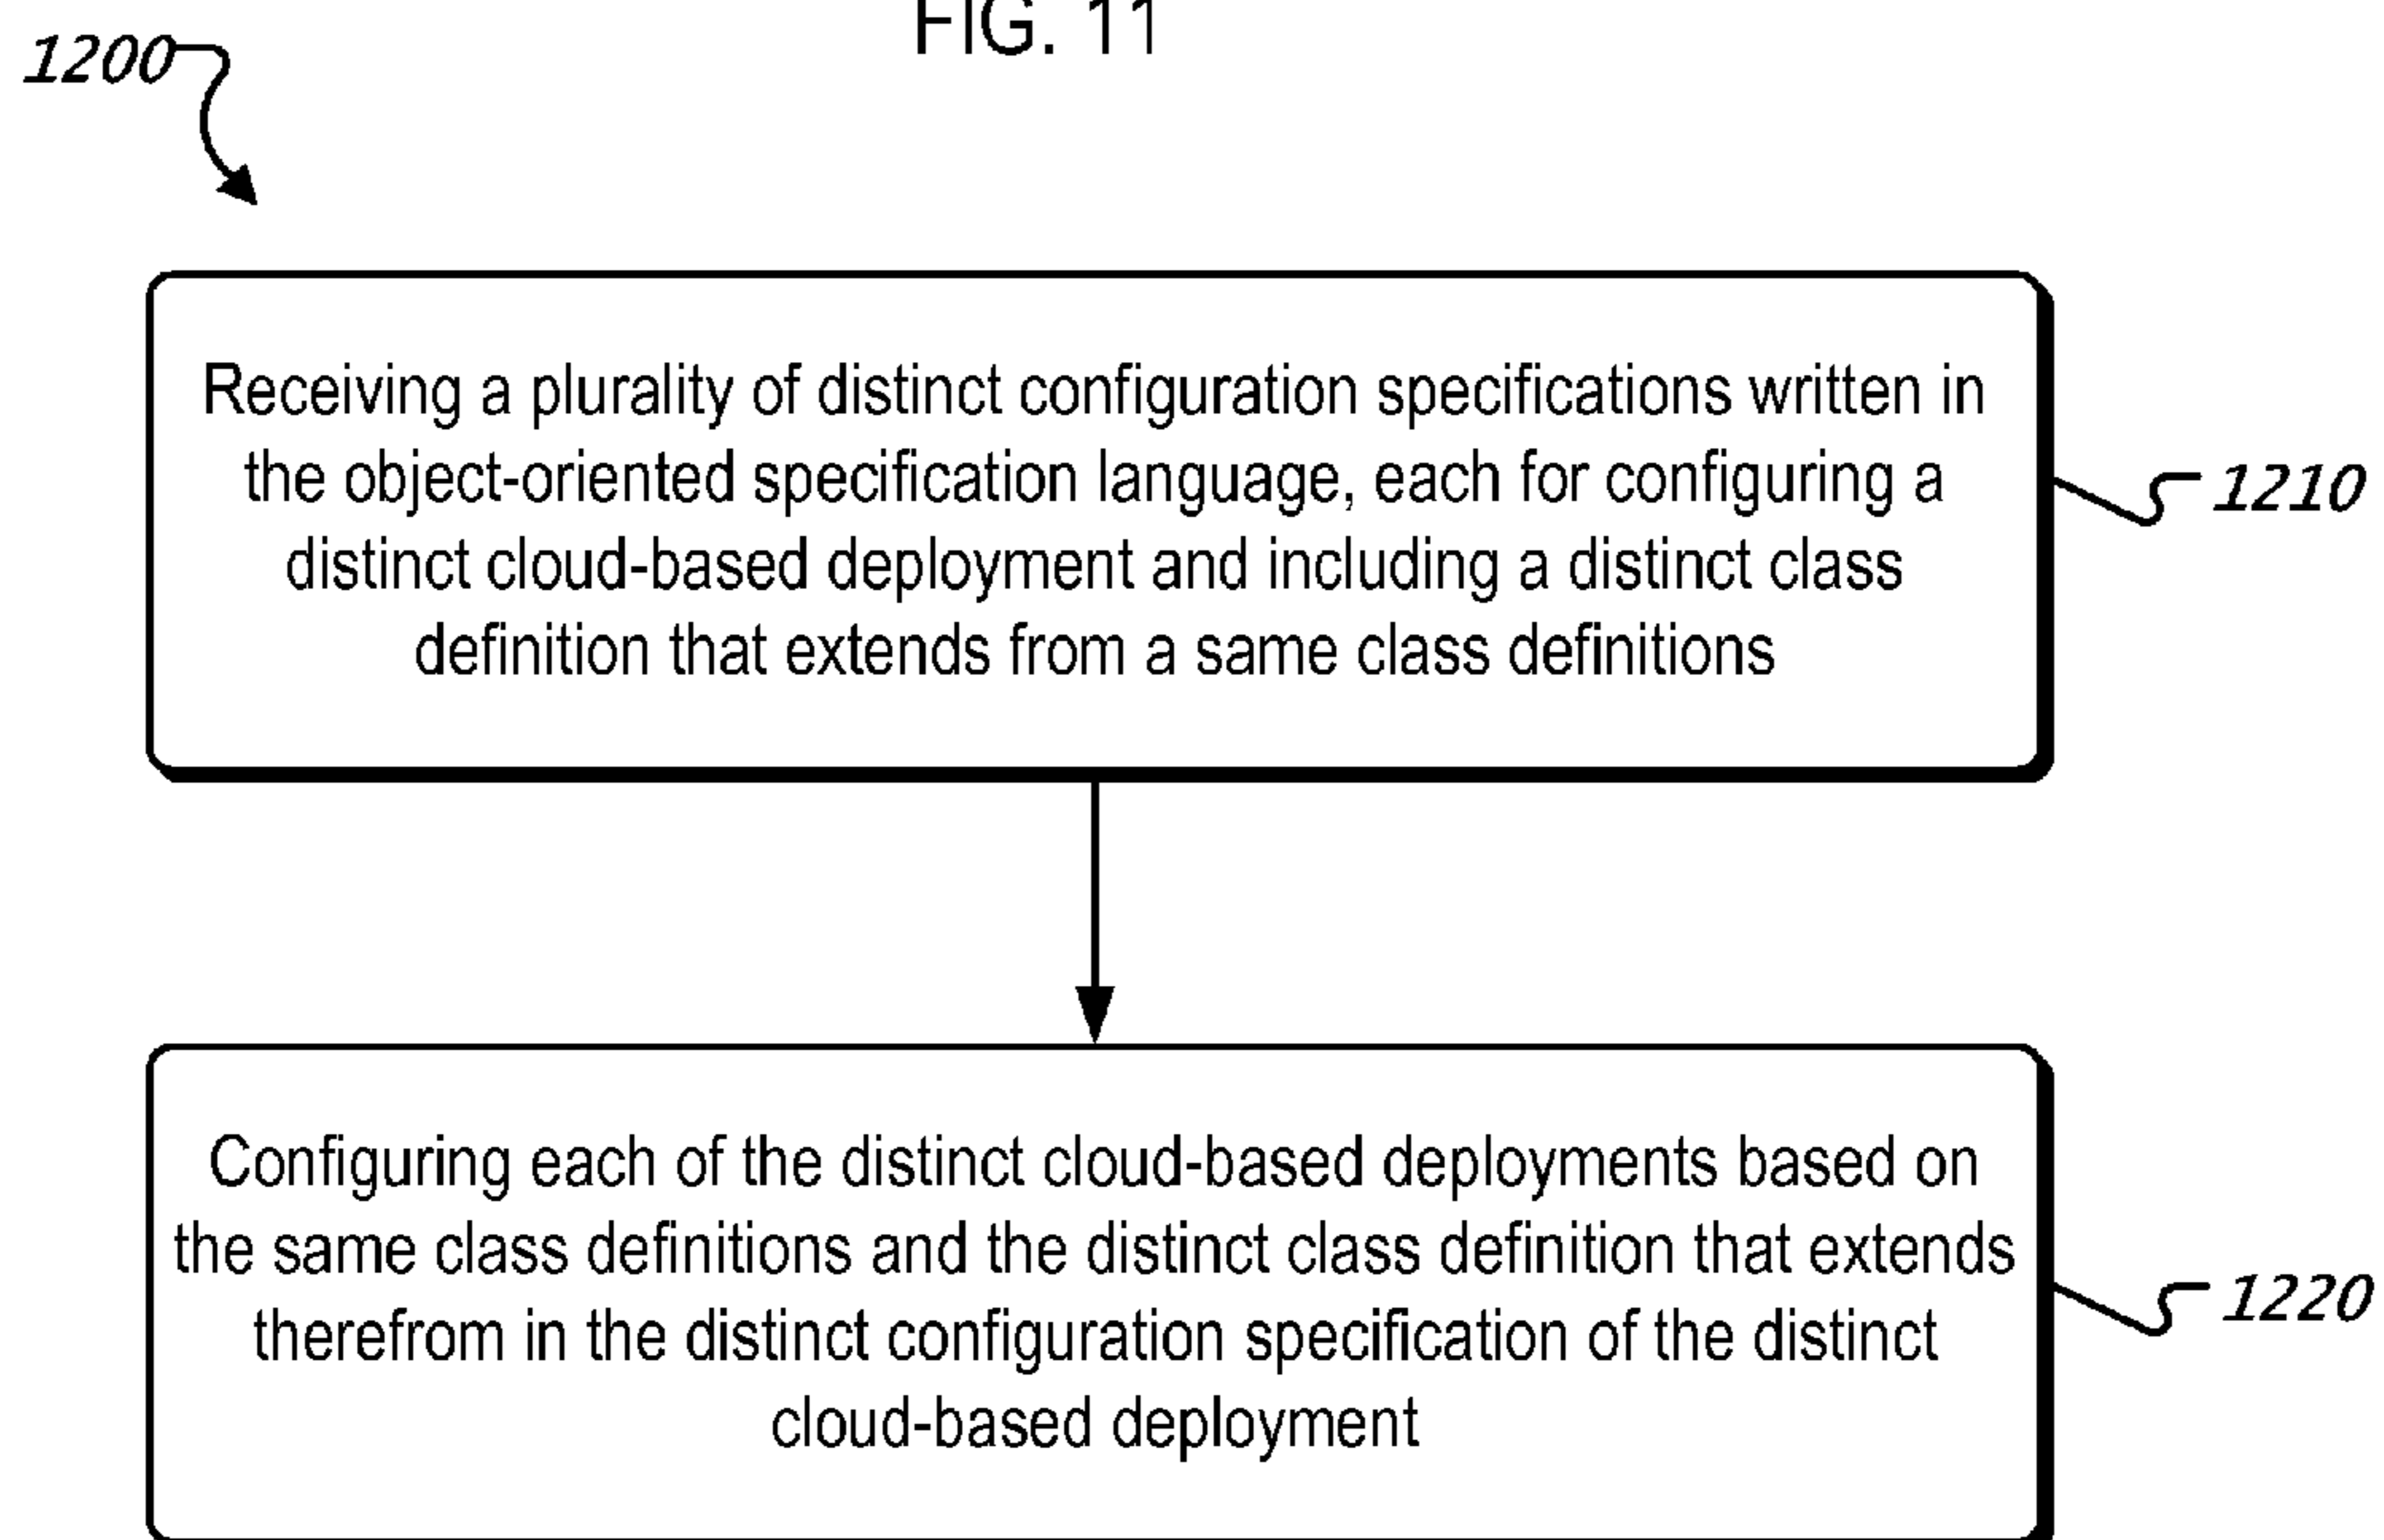 FIG. 11
1200
Receiving a plurality of distinct configuration specifications written in
the object-oriented specification language, each for configuring a
distinct cloud-based deployment and including a distinct class
definition that extends from a same class definitions
1210
Configuring each of the distinct cloud-based deployments based on
the same class definitions and the distinct class definition that extends
therefrom in the distinct configuration specification of the distinct
cloud-based deployment
1220